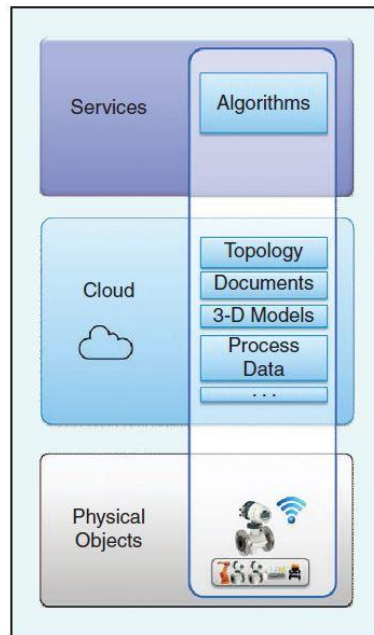 Services
Algorithms
Cloud
Topology
Documents
3-D Models
Process
Data
. . .
Physical
Objects